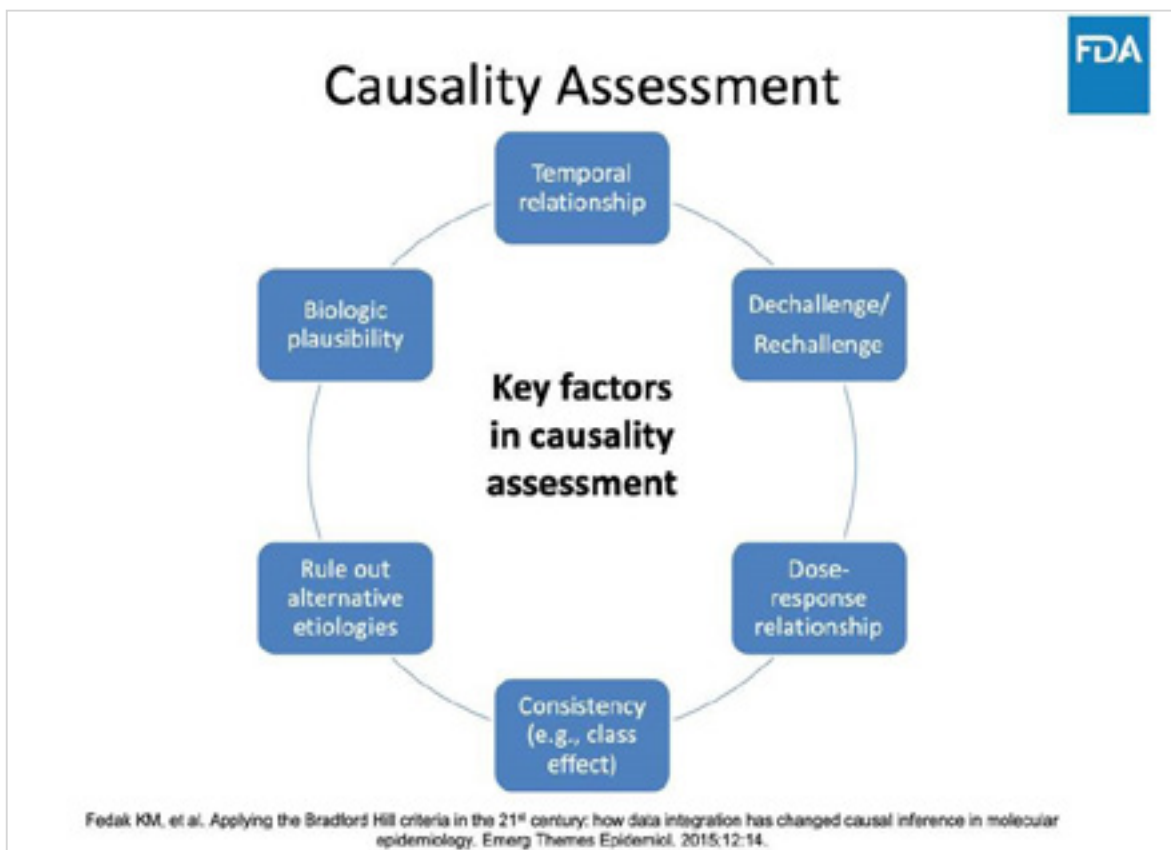 FDA
Causality Assessment
Temporal
relationship
Dechallenge/
Rechallenge
Dose-
response
relationship
Consistency
(e.g., class
effect)
Rule out
alternative
etiologies
Biologic
plausibility
Key factors
in causality
assessment
Fedak KM, et al. Applying the Bradford Hill criteria in the 21st century: how data integration has changed causal inference in molecular
epidemiology. Emerg Themes Epidemiol. 2015;12:14.